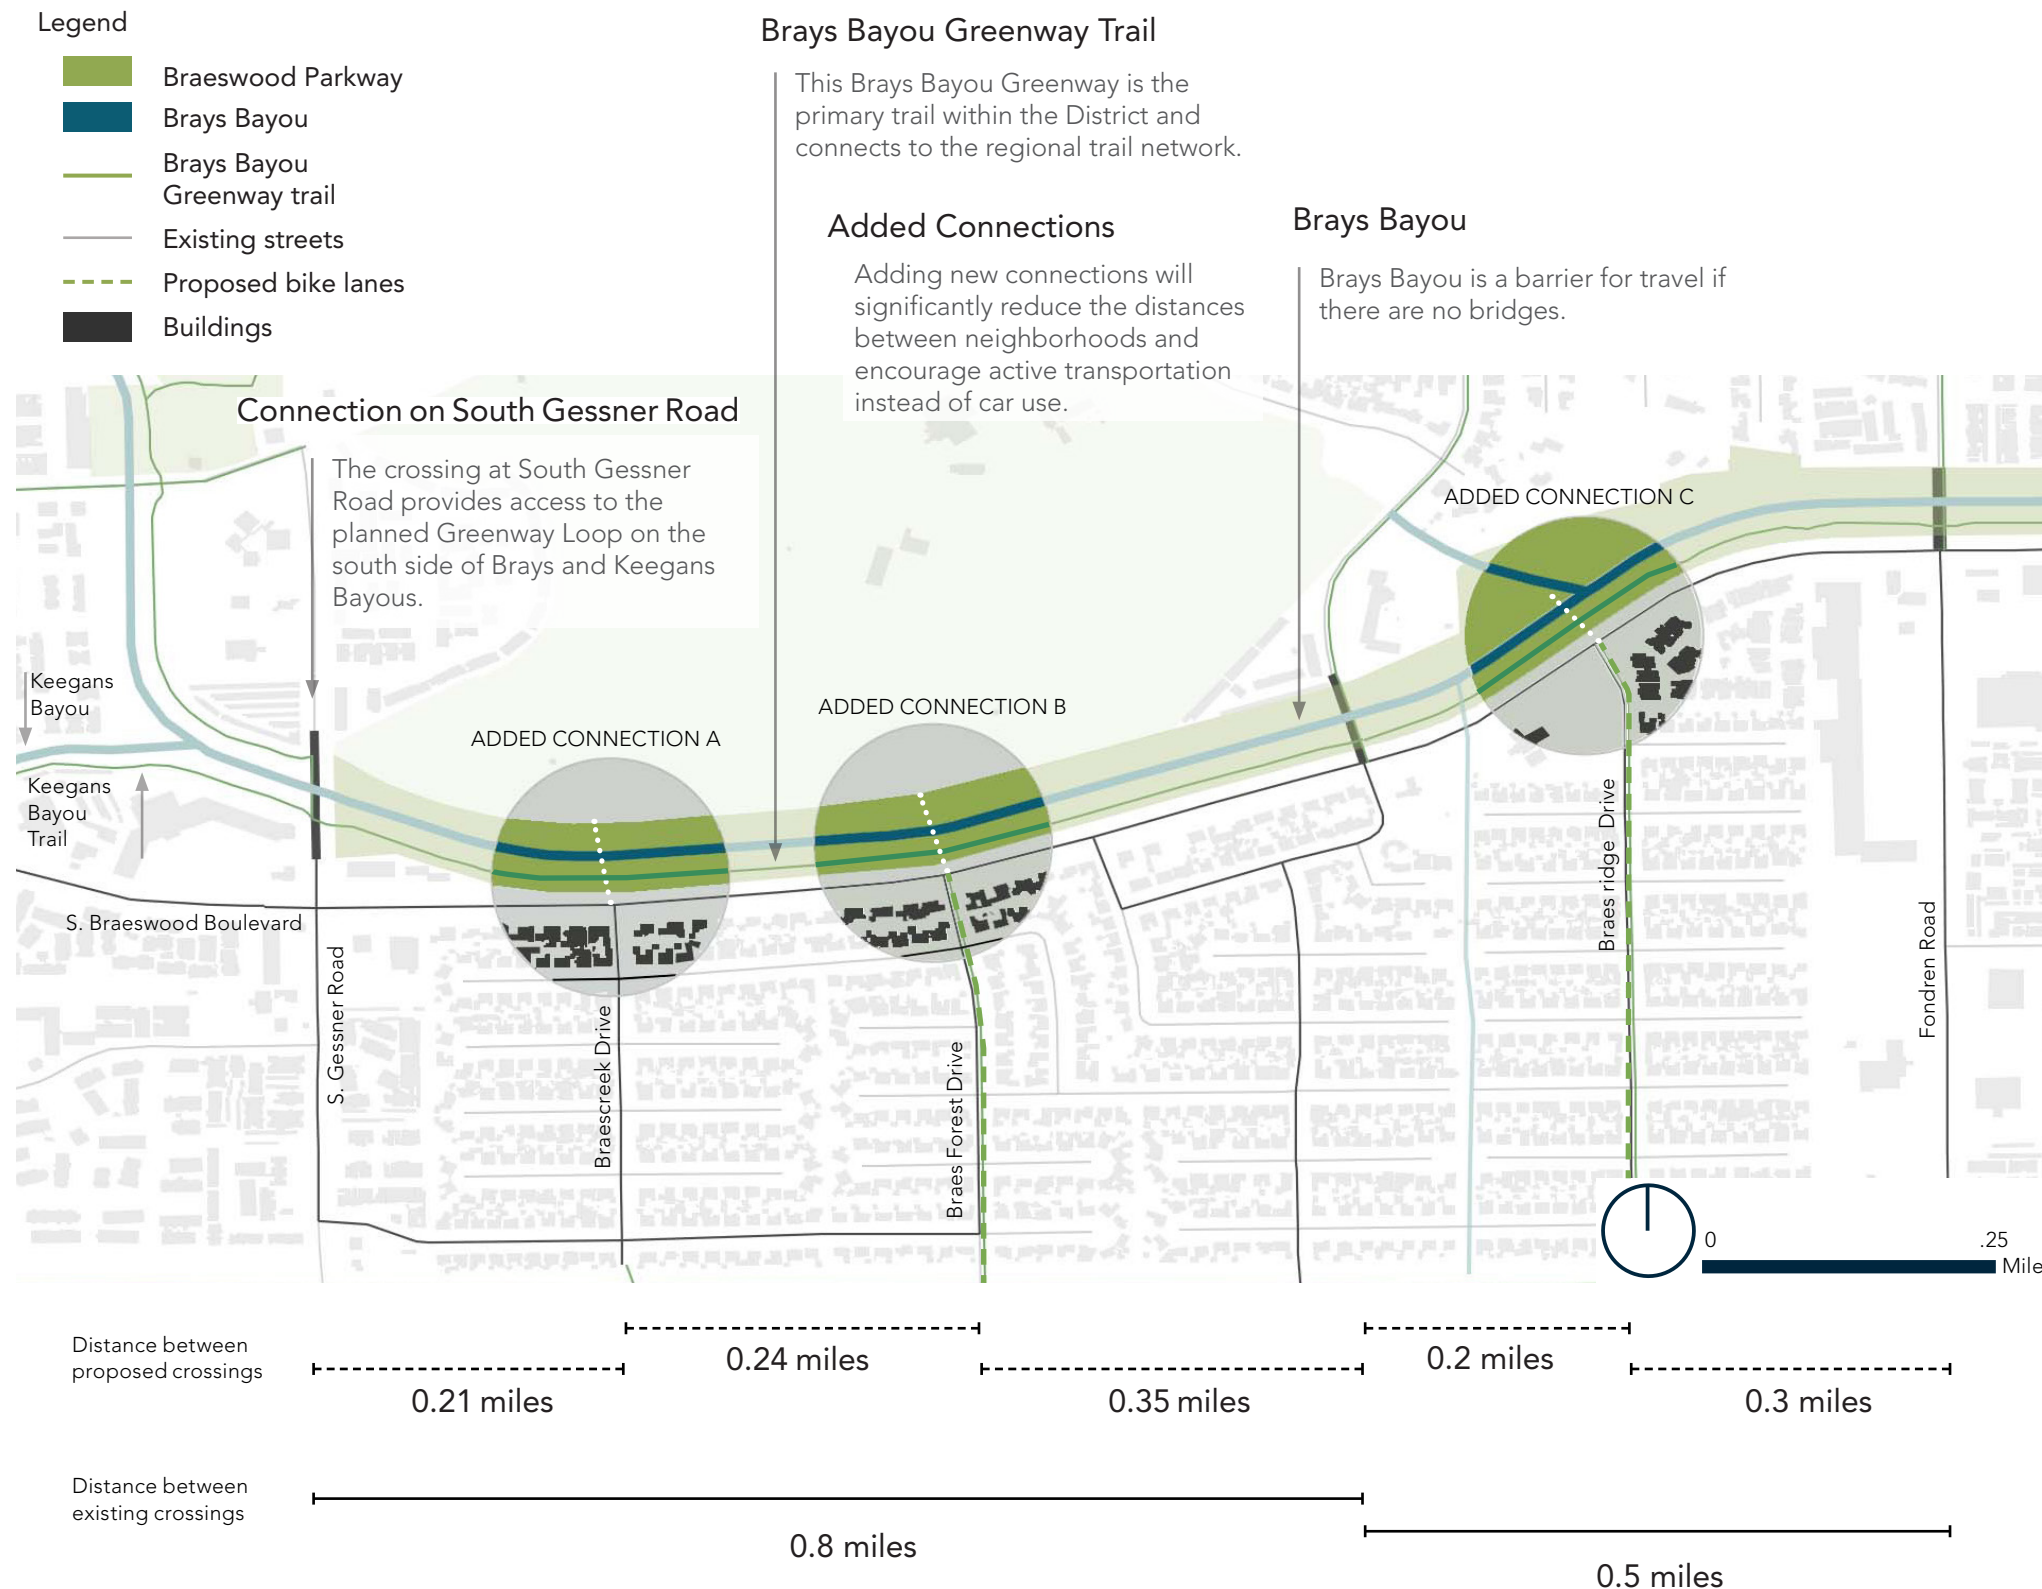 Legend
Braeswood Parkway
Brays Bayou
Brays Bayou
Greenway trail
Existing streets
Proposed bike lanes
Buildings
Brays Bayou Greenway Trail
This Brays Bayou Greenway is the
primary trail within the District and
connects to the regional trail network.
Added Connections
Adding new connections will
significantly reduce the distances
between neighborhoods and
encourage active transportation
instead of car use.
Brays Bayou
Brays Bayou is a barrier for travel if
there are no bridges.
Connection on South Gessner Road
The crossing at South Gessner
Road provides access to the
planned Greenway Loop on the
south side of Brays and Keegans
Bayous.
ADDED CONNECTION C
Keegans
Bayou
ADDED CONNECTION B
ADDED CONNECTION A
Keegans
Bayou
Trail
S. Braeswood Boulevard
S. Gessner Road
Braescreek Drive
Braes Forest Drive
Braes ridge Drive
Fondren Road
0
.25
Mile
Distance between
proposed crossings
0.21 miles
0.24 miles
0.35 miles
0.2 miles
0.3 miles
Distance between
existing crossings
0.8 miles
0.5 miles